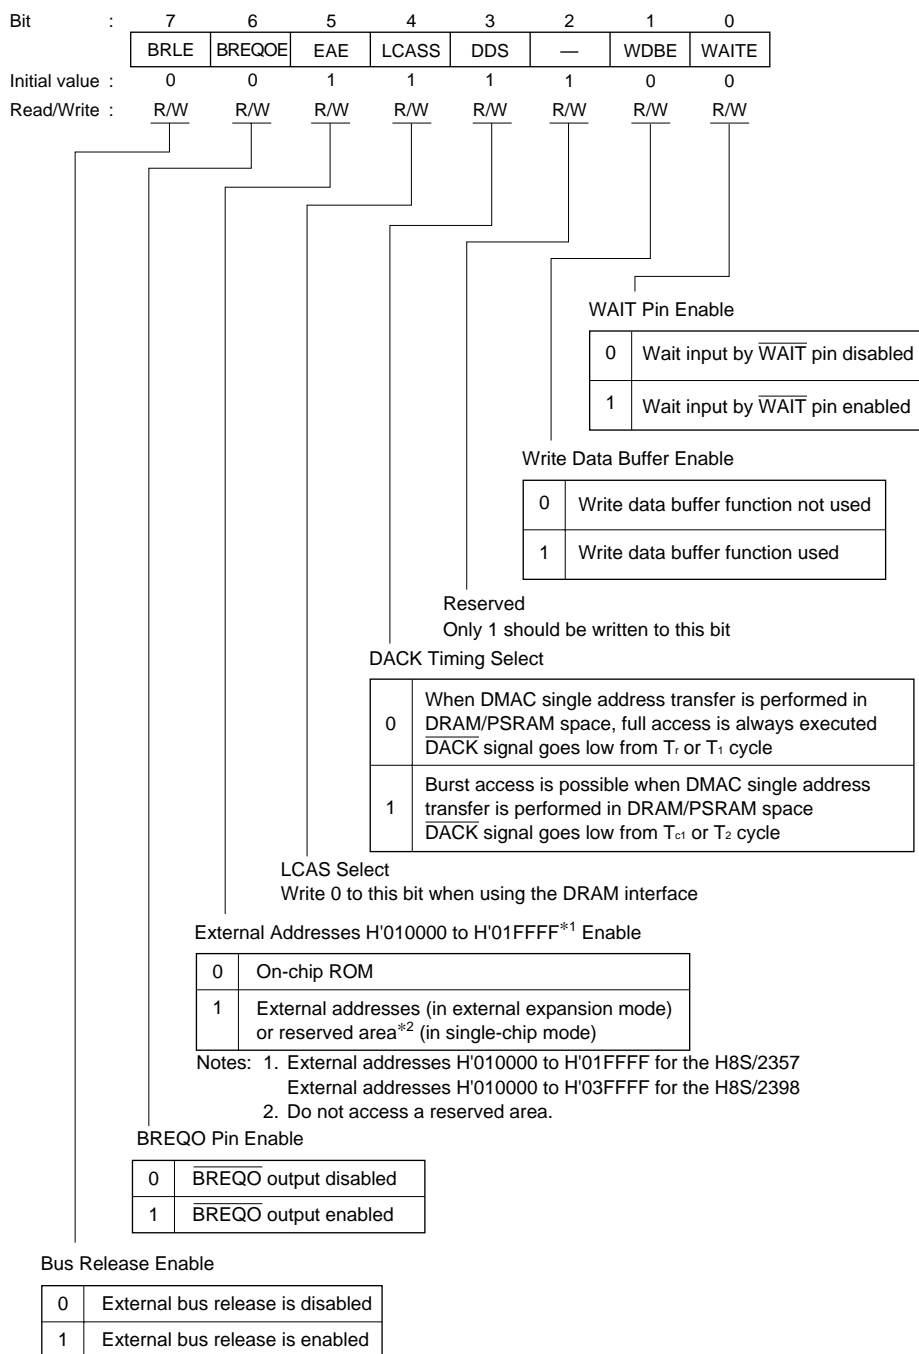 Bit : 7 6 5 4 3 2 1 0
BRLE BREQOE EAE LCASS DDS — WDBE WAITE
Initial value : 0 0 1 1 1 1 0 0
Read/Write : R/W R/W R/W R/W R/W R/W R/W R/W
WAIT Pin Enable
0 Wait input by WAIT pin disabled
1 Wait input by WAIT pin enabled
Write Data Buffer Enable
0 Write data buffer function not used
1 Write data buffer function used
Reserved
Only 1 should be written to this bit
DACK Timing Select
0 When DMAC single address transfer is performed in
DRAM/PSRAM space, full access is always executed
DACK signal goes low from Tr or T1 cycle
1 Burst access is possible when DMAC single address
transfer is performed in DRAM/PSRAM space
DACK signal goes low from Tc1 or T2 cycle
LCAS Select
Write 0 to this bit when using the DRAM interface
External Addresses H'010000 to H'01FFFF*1 Enable
0 On-chip ROM
1 External addresses (in external expansion mode)
or reserved area*2 (in single-chip mode)
Notes: 1. External addresses H'010000 to H'01FFFF for the H8S/2357
External addresses H'010000 to H'03FFFF for the H8S/2398
2. Do not access a reserved area.
BREQO Pin Enable
0 BREQO output disabled
1 BREQO output enabled
Bus Release Enable
0 External bus release is disabled
1 External bus release is enabled